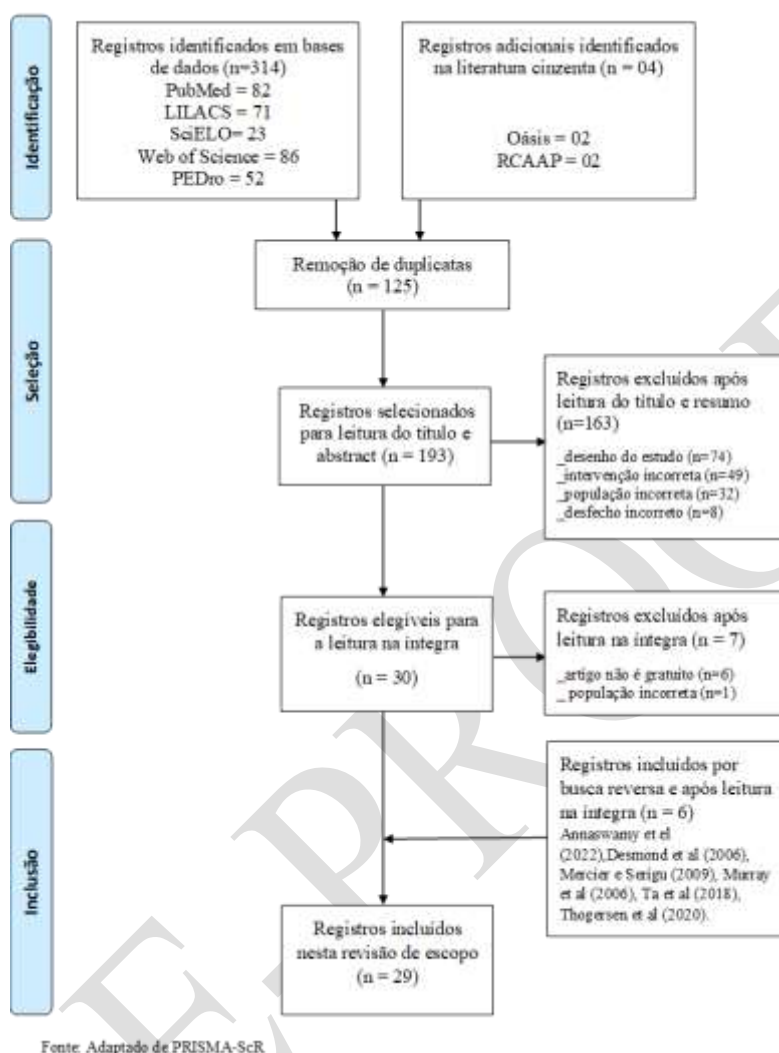 Identificação
Registros identificados em bases
de dados (n=314)
PubMed = 82
LILACS = 71
SciELO= 23
Web of Science = 86
PEDro = 52
Registros adicionais identificados
na literatura cinzenta (n = 04)
Oásis = 02
RCAAP = 02
Seleção
Remoção de duplicatas
(n = 125)
Registros selecionados
para leitura do título e
abstract (n = 193)
Registros excluídos após
leitura do título e resumo
(n=163)
_desenho do estudo (n=74)
_intervenção incorreta (n=49)
_população incorreta (n=32)
_desfecho incorreto (n=8)
Elegibilidade
Registros elegíveis para
a leitura na íntegra
(n = 30)
Registros excluídos após
leitura na íntegra (n = 7)
_artigo não é gratuito (n=6)
_ população incorreta (n=1)
Inclusão
Registros incluídos por
busca reversa e após leitura
na íntegra (n = 6)
Annaswamy et el
(2022),Desmond et al (2006),
Mercier e Serigu (2009), Murray
et al (2006), Ta et al (2018),
Thogersen et al (2020).
Registros incluídos
nesta revisão de escopo
(n = 29)
Fonte: Adaptado de PRISMA-ScR